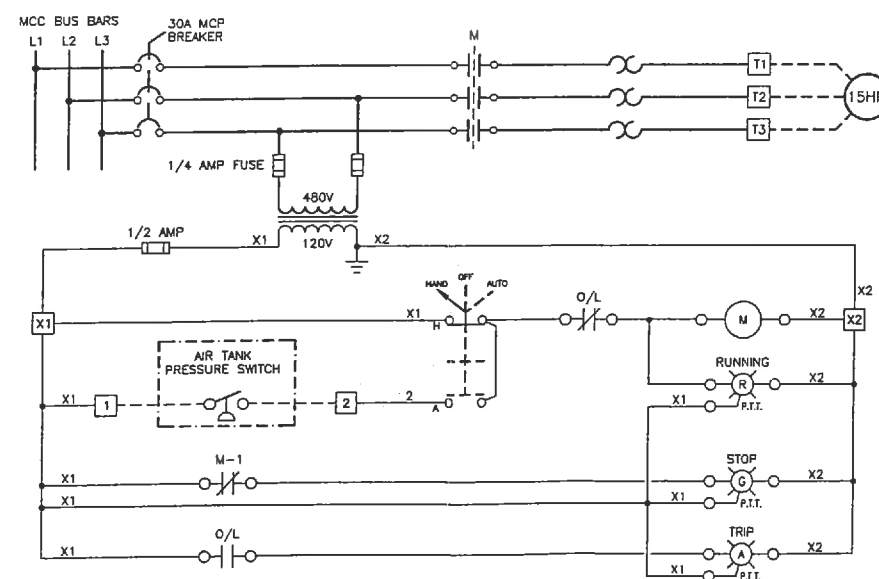 MCC BUS BARS
L1 L2 L3
30A MCP
BREAKER
M
T1
T2
15HP
T3
1/4 AMP FUSE
480V
1/2 AMP
X1
120V
X2
HAND
OFF
AUTO
O/L
X2
X1
X1
H
M
X2
X2
AIR TANK
PRESSURE SWITCH
RUNNING
R
X2
X1
1
2
2
A
X1
P.T.T.
M-1
STOP
X1
G
X2
X1
X1
P.T.T.
O/L
TRIP
X1
A
X2
X1
P.T.T.